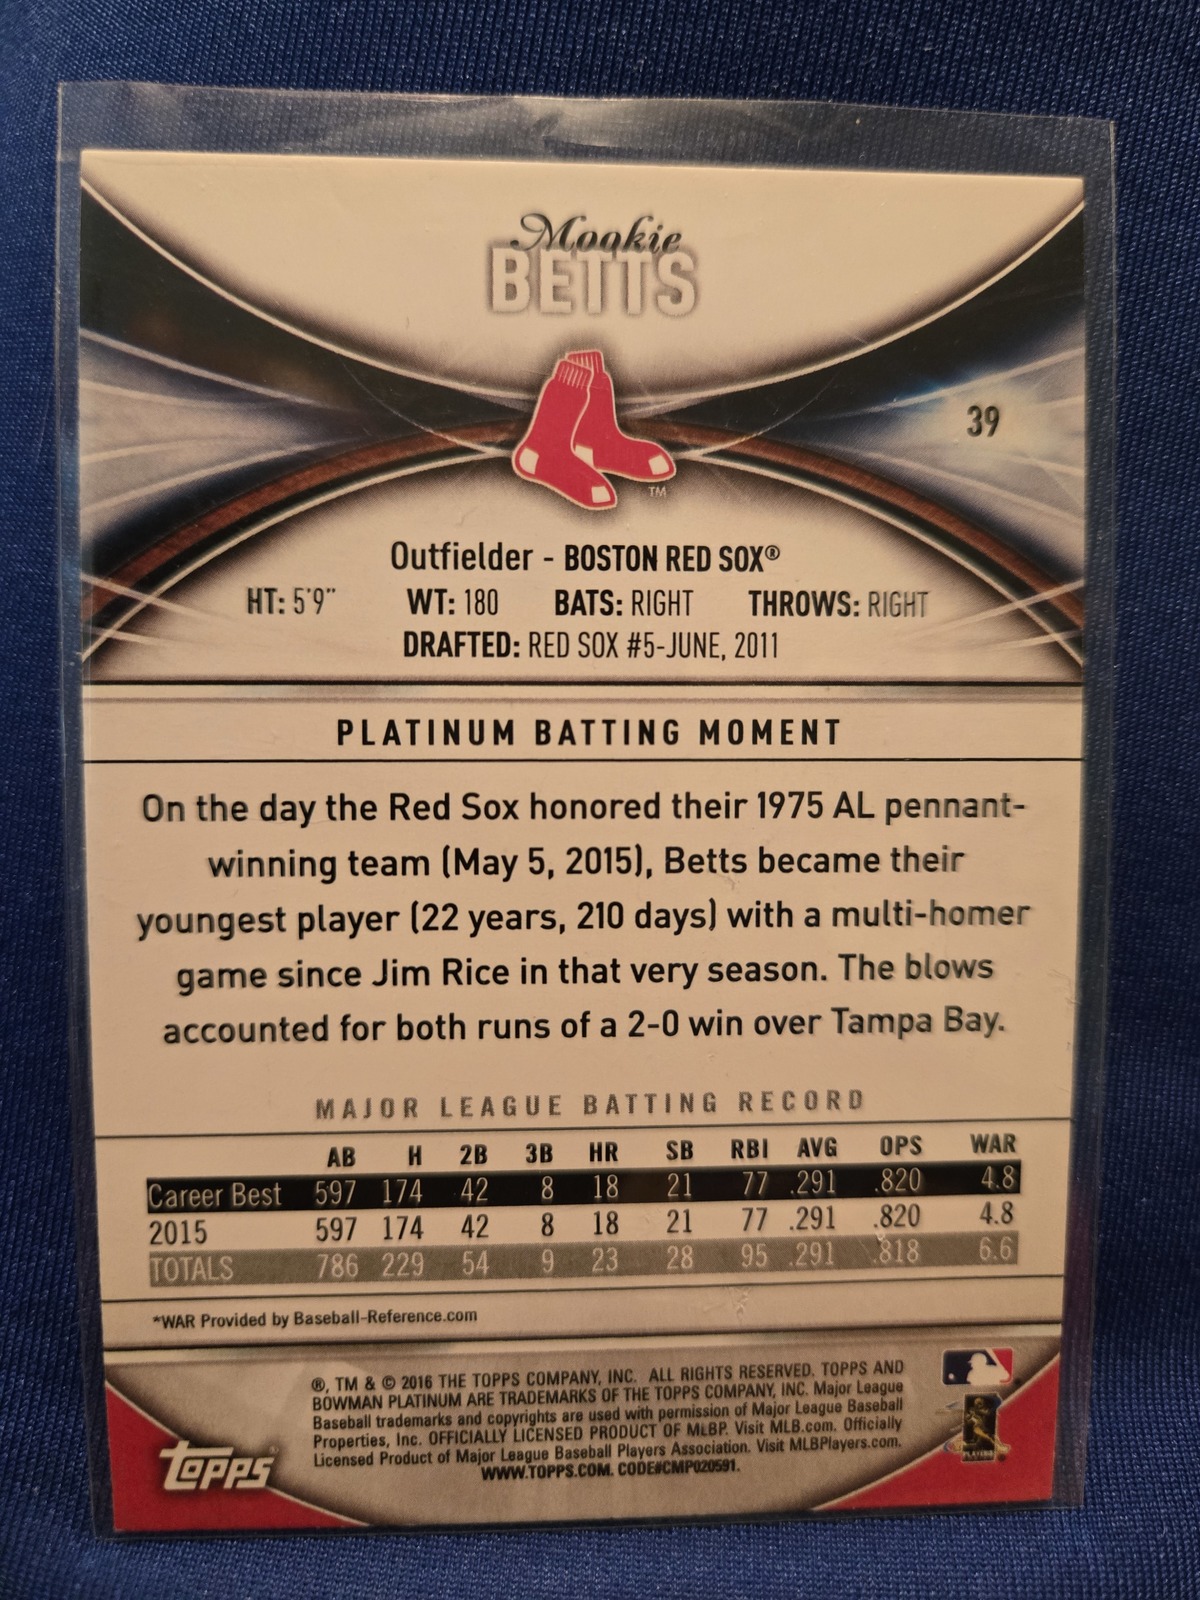 Mookie
BETTS
39
TM
Outfielder - BOSTON RED SOX®
HT: 5'9" WT: 180 BATS: RIGHT THROWS: RIGHT
DRAFTED: RED SOX #5-JUNE, 2011
PLATINUM BATTING MOMENT
On the day the Red Sox honored their 1975 AL pennant-
winning team (May 5, 2015), Betts became their
youngest player (22 years, 210 days) with a multi-homer
game since Jim Rice in that very season. The blows
accounted for both runs of a 2-0 win over Tampa Bay.
MAJOR LEAGUE BATTING RECORD
AB H 2B 3B HR SB RBI AVG OPS WAR
Career Best 597 174 42 8 18 21 77 .291 .820 4.8
2015 597 174 42 8 18 21 77 .291 .820 4.8
TOTALS 786 229 54 9 23 28 95 .291 .818 6.6
*WAR Provided by Baseball-Reference.com
®, TM & © 2016 THE TOPPS COMPANY, INC. ALL RIGHTS RESERVED. TOPPS AND
BOWMAN PLATINUM ARE TRADEMARKS OF THE TOPPS COMPANY, INC. Major League
Baseball trademarks and copyrights are used with permission of Major League Baseball
Properties, Inc. OFFICIALLY LICENSED PRODUCT OF MLBP. Visit MLB.com. Officially
Licensed Product of Major League Baseball Players Association. Visit MLBPlayers.com.
WWW.TOPPS.COM. CODE#CMP020591.
Topps®